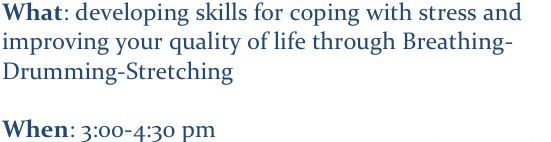 What: developing skills for coping with stress and
improving your quality of life through Breathing-
Drumming-Stretching
When: 3:00-4:30 pm